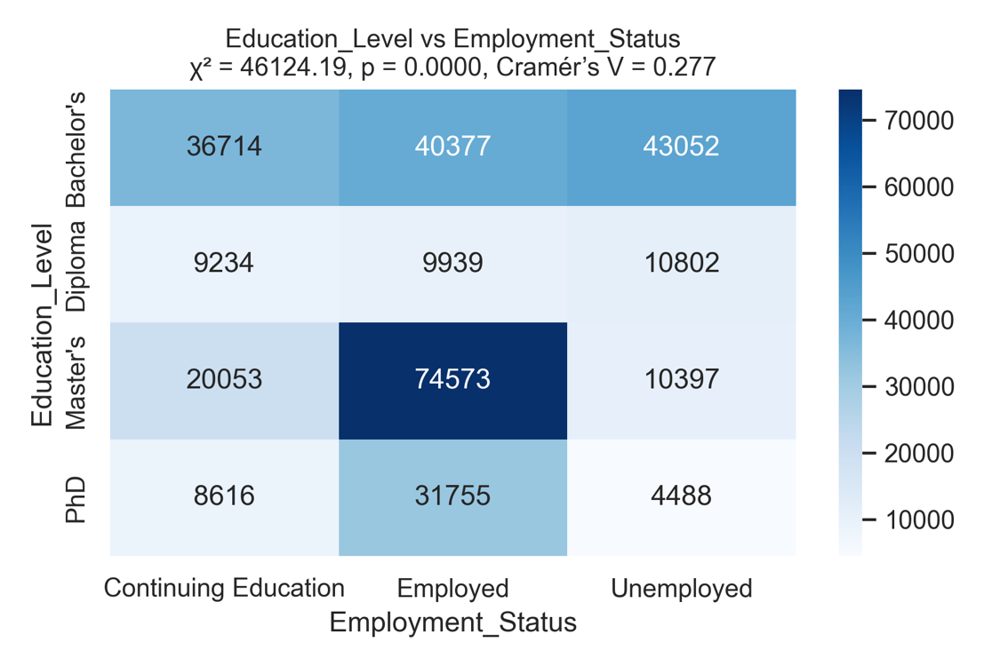 Education_Level vs Employment_Status
χ² = 46124.19, p = 0.0000, Cramér’s V = 0.277
Education_Level
Bachelor's
36714 40377 43052
Diploma
9234 9939 10802
Master's
20053 74573 10397
PhD
8616 31755 4488
Continuing Education Employed Unemployed
Employment_Status
70000
60000
50000
40000
30000
20000
10000